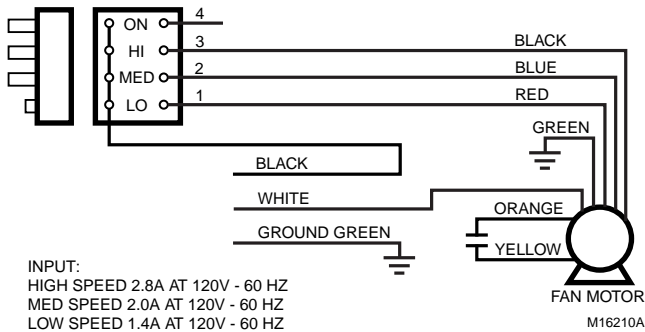 ON 4
HI 3 BLACK
MED 2 BLUE
LO 1 RED
GREEN
BLACK
WHITE
ORANGE
GROUND GREEN
YELLOW
INPUT:
HIGH SPEED 2.8A AT 120V - 60 HZ
MED SPEED 2.0A AT 120V - 60 HZ
LOW SPEED 1.4A AT 120V - 60 HZ
FAN MOTOR
M16210A